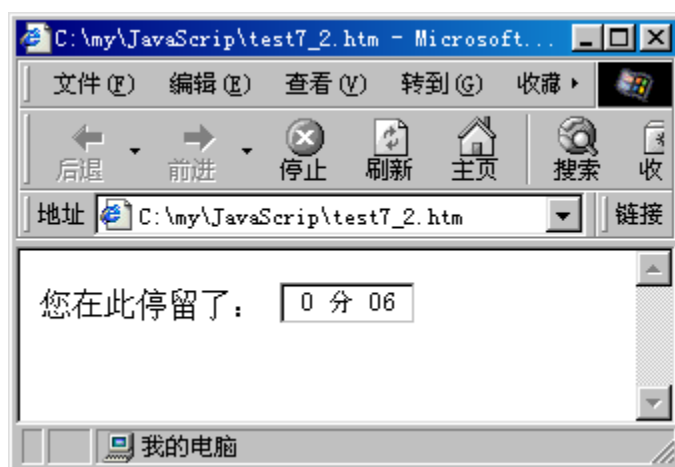 C:\my\JavaScrip\test7_2.htm - Microsoft...
文件(F) 编辑(E) 查看(V) 转到(G) 收藏
后退 前进 停止 刷新 主页 搜索 收
地址 C:\my\JavaScrip\test7_2.htm 链接
您在此停留了： 0 分 06
我的电脑